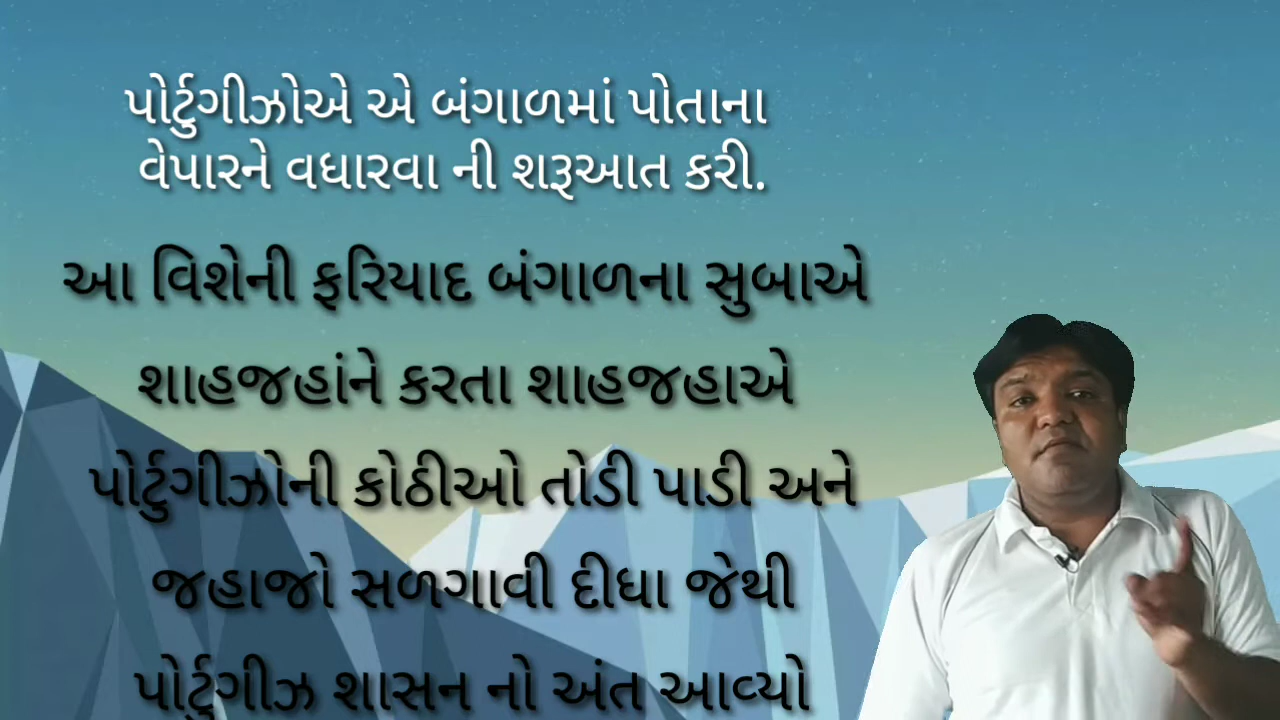 પોર્ટુગીઝોએ એ બંગાળમાં પોતાના
વેપારને વધારવા ની શરૂઆત કરી.
આ વિશેની ફરિયાદ બંગાળના સુબાએ
શાહજહાંને કરતા શાહજહાએ
પોર્ટુગીઝોની કોઠીઓ તોડી પાડી અને
જહાજો સળગાવી દીધા જેથી
પોર્ટુગીઝ શાસન નો અંત આવ્યો